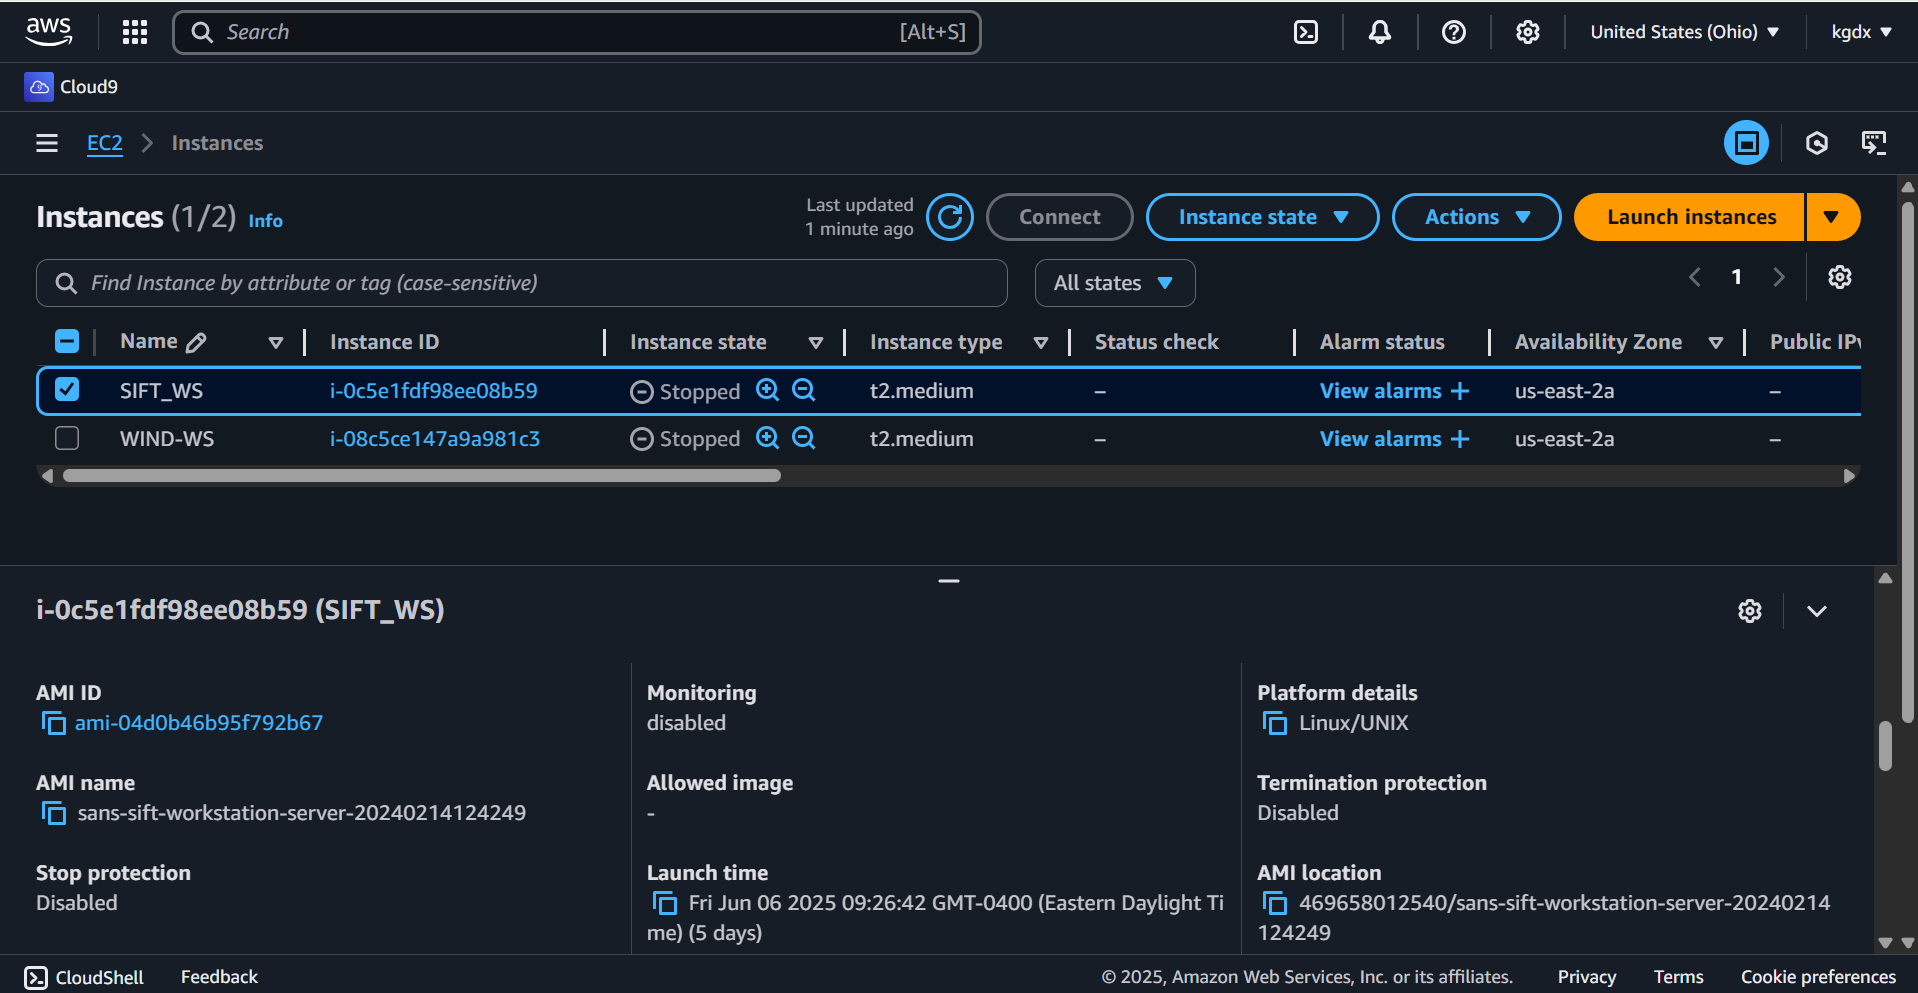 aws
Search [Alt+S]
United States (Ohio)
kgdx
Cloud9
EC2
Instances
Instances (1/2) Info
Last updated
1 minute ago
Connect
Instance state
Actions
Launch instances
Find Instance by attribute or tag (case-sensitive)
All states
1
Name Instance ID Instance state Instance type Status check Alarm status Availability Zone Public IPv
SIFT_WS i-0c5e1fdf98ee08b59 Stopped t2.medium – View alarms + us-east-2a –
WIND-WS i-08c5ce147a9a981c3 Stopped t2.medium – View alarms + us-east-2a –
i-0c5e1fdf98ee08b59 (SIFT_WS)
AMI ID
ami-04d0b46b95f792b67
AMI name
sans-sift-workstation-server-20240214124249
Stop protection
Disabled
Monitoring
disabled
Allowed image
-
Launch time
Fri Jun 06 2025 09:26:42 GMT-0400 (Eastern Daylight Ti
me) (5 days)
Platform details
Linux/UNIX
Termination protection
Disabled
AMI location
469658012540/sans-sift-workstation-server-20240214
124249
CloudShell
Feedback
© 2025, Amazon Web Services, Inc. or its affiliates.
Privacy
Terms
Cookie preferences